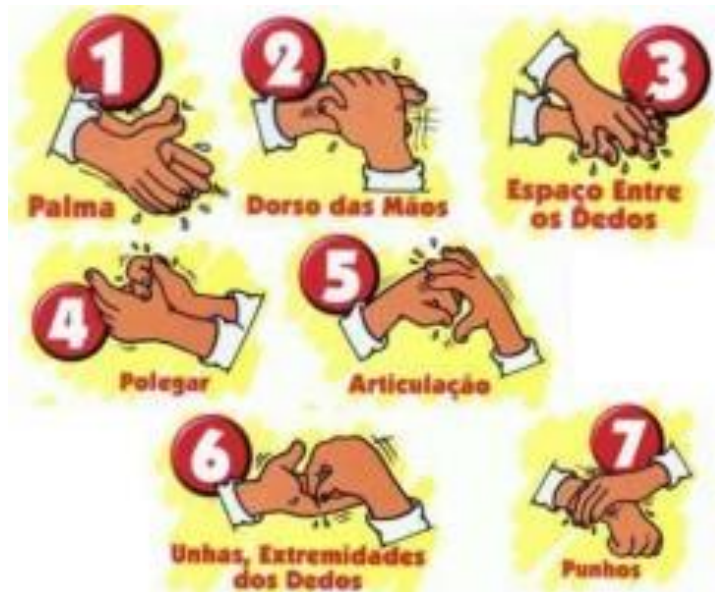 1
Palma
2
Dorso das Mãos
3
Espaço Entre
os Dedos
4
Polegar
5
Articulação
6
Unhas, Extremidades
dos Dedos
7
Punhos